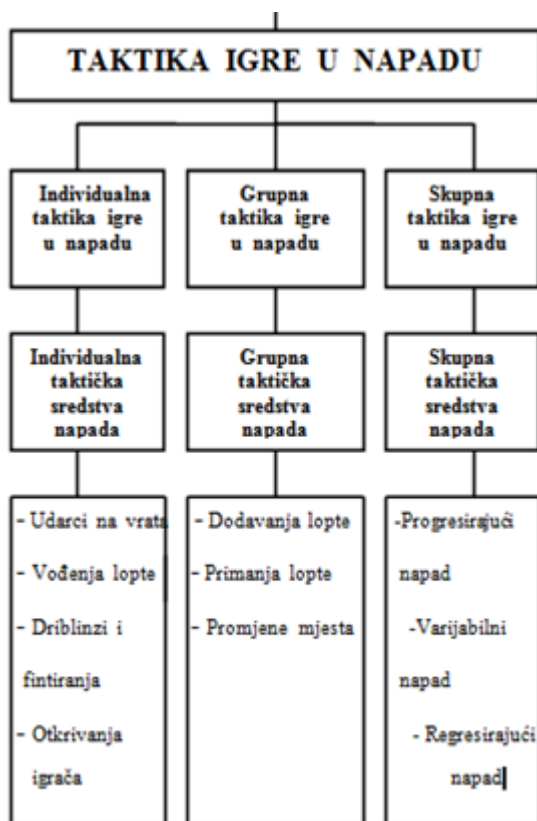 TAKTIKA IGRE U NAPADU
Individualna
taktika igre
u napadu
Grupna
taktika igre
u napadu
Skupna
taktika igre
u napadu
Individualna
taktička
sredstva
napada
Grupna
taktička
sredstva
napada
Skupna
taktička
sredstva
napada
- Udarci na vrata
- Vođenja lopte
- Driblinzi i
fintiranja
- Otkrivanja
igrača
- Dodavanja lopte
- Primanja lopte
- Promjene mjesta
-Progresirajući
napad
-Varijabilni
napad
- Regresirajući
napad